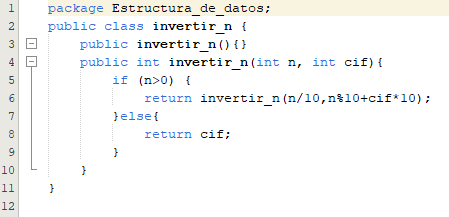 1 package Estructura_de_datos;
2 public class invertir_n {
3 public invertir_n(){}
4 public int invertir_n(int n, int cif){
5 if (n>0) {
6 return invertir_n(n/10,n%10+cif*10);
7 }else{
8 return cif;
9 }
10 }
11 }
12